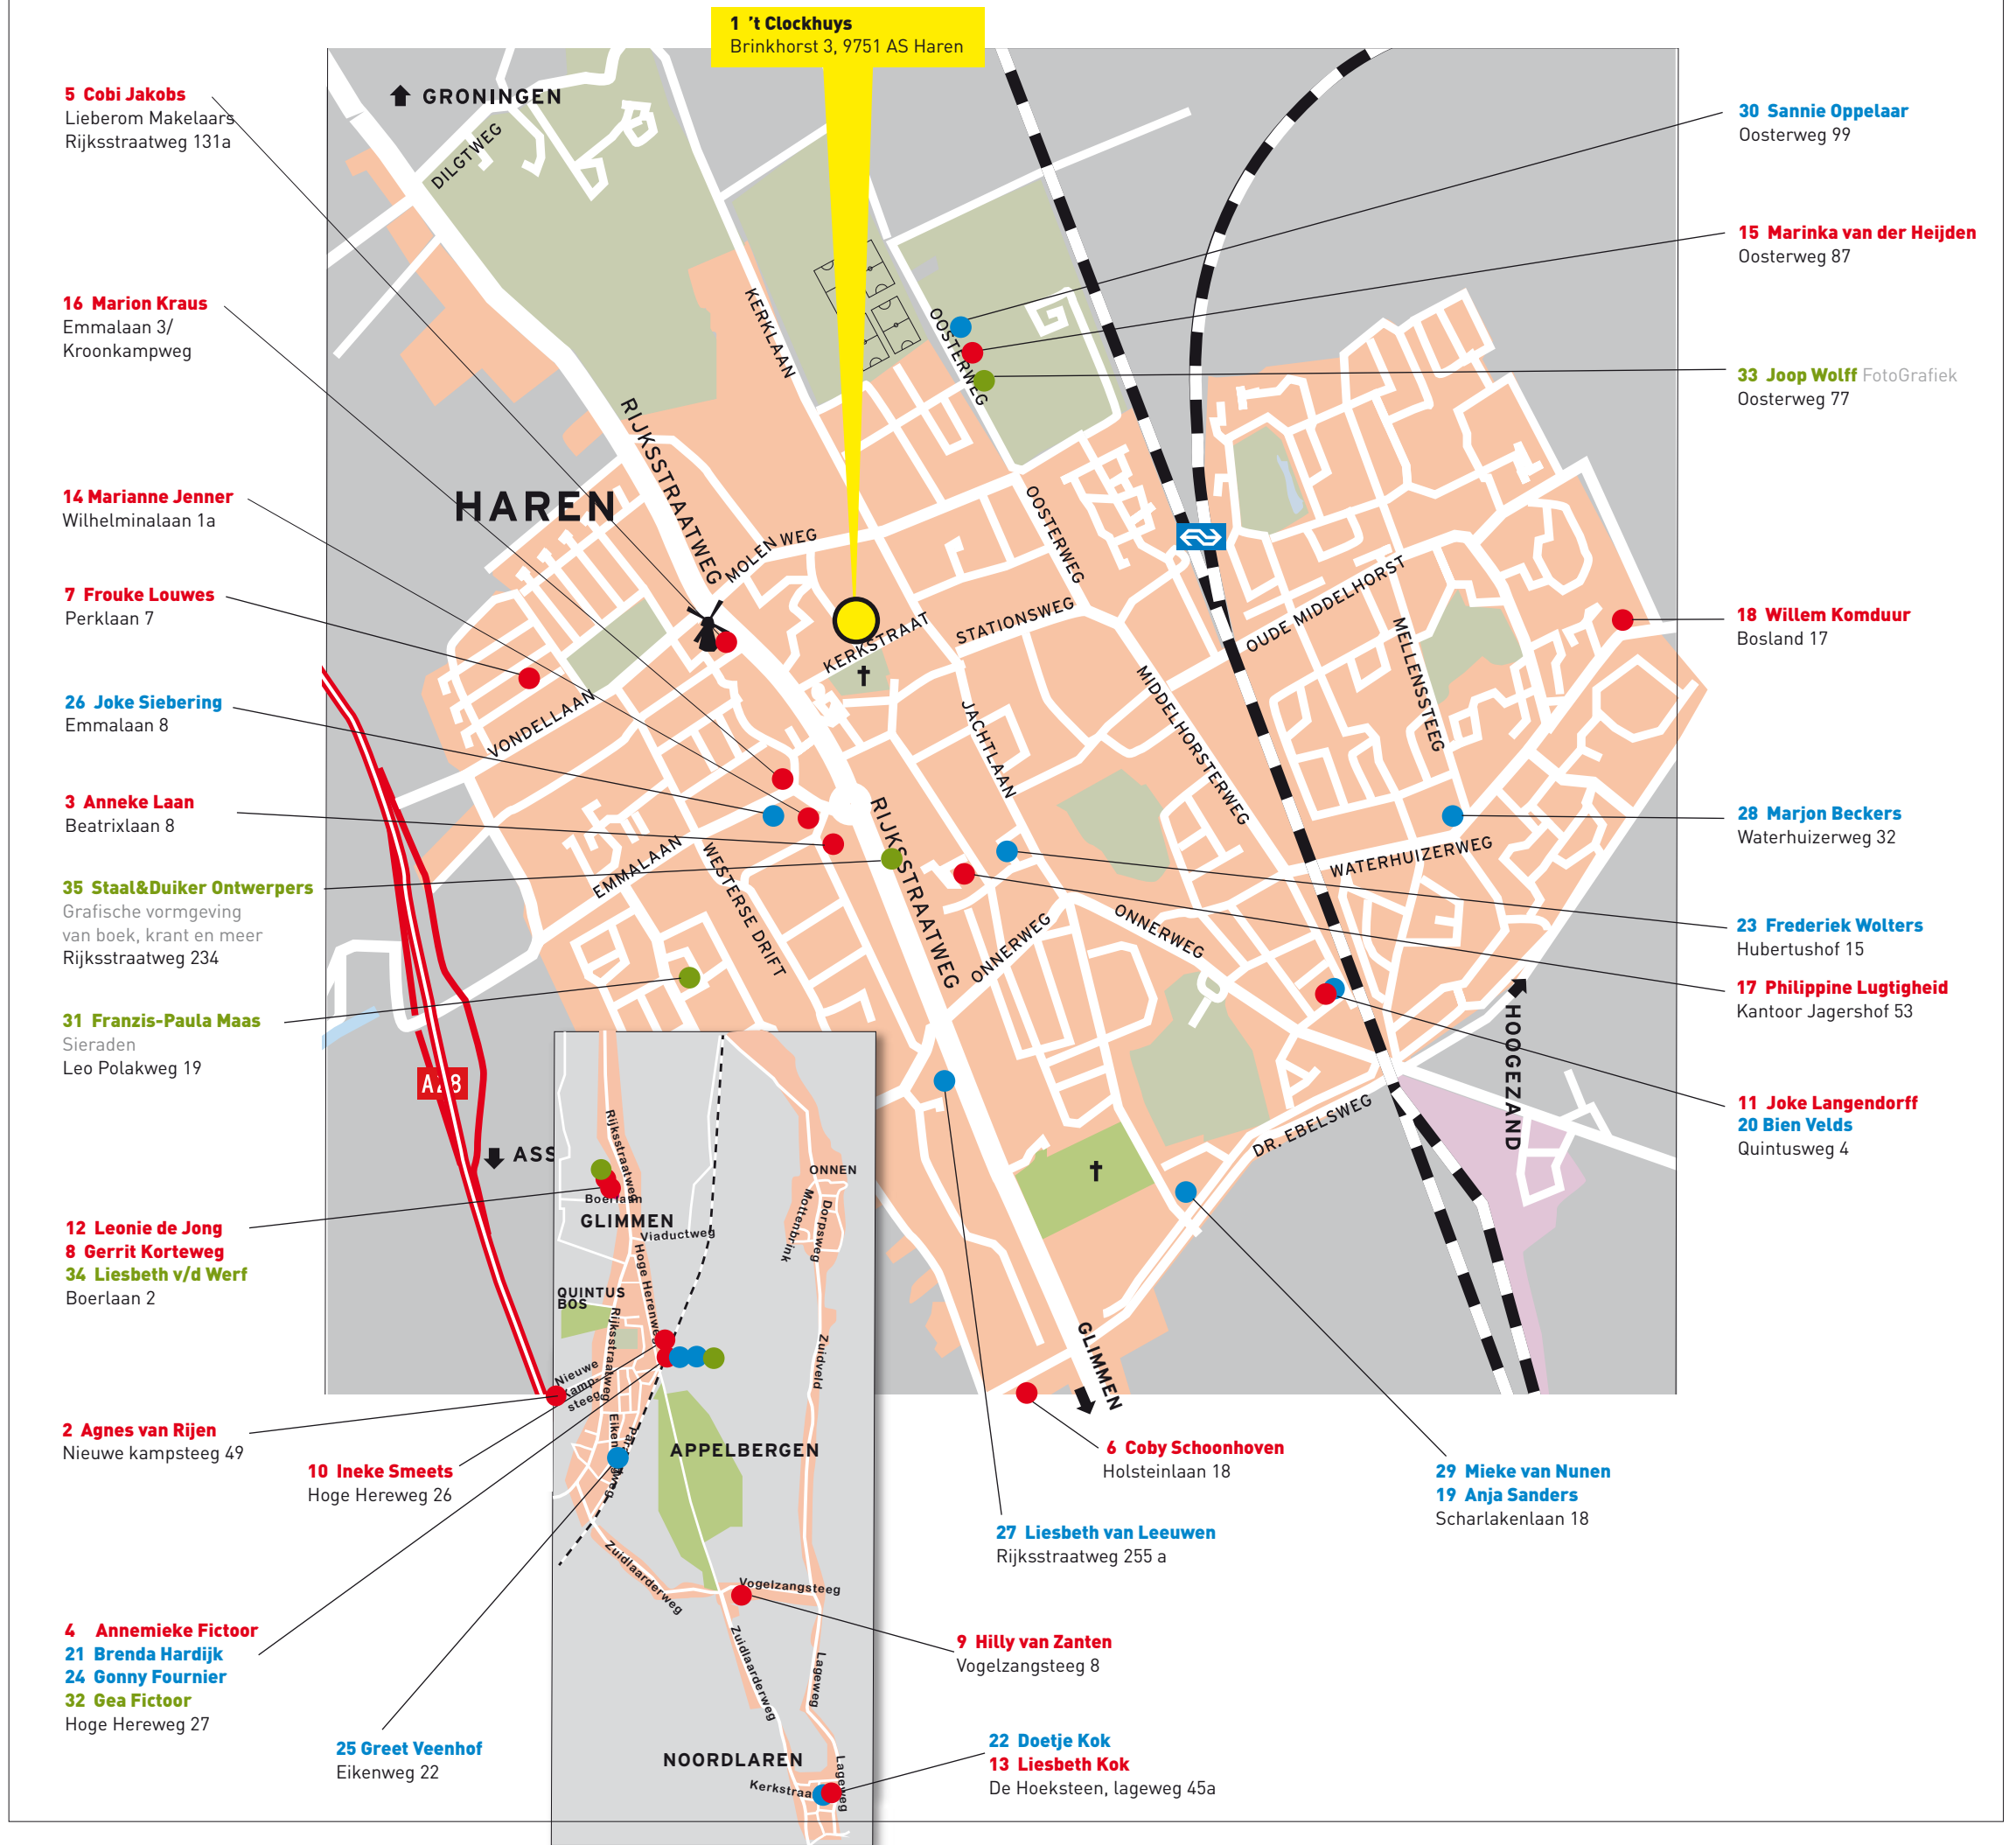 1 't Clockhuys
Brinkhorst 3, 9751 AS Haren
5 Cobi Jakobs
Lieberom Makelaars
Rijksstraatweg 131a
16 Marion Kraus
Emmalaan 3/
Kroonkampweg
14 Marianne Jenner
Wilhelminalaan 1a
7 Frouke Louwes
Perklaan 7
26 Joke Siebering
Emmalaan 8
3 Anneke Laan
Beatrixlaan 8
35 Staal&Duiker Ontwerpers
Grafische vormgeving
van boek, krant en meer
Rijksstraatweg 234
31 Franzis-Paula Maas
Sieraden
Leo Polakweg 19
12 Leonie de Jong
8 Gerrit Korteweg
34 Liesbeth v/d Werf
Boerlaan 2
2 Agnes van Rijen
Nieuwe kampsteeg 49
10 Ineke Smeets
Hoge Hereweg 26
4 Annemieke Fictoor
21 Brenda Hardijk
24 Gonny Fournier
32 Gea Fictoor
Hoge Hereweg 27
25 Greet Veenhof
Eikenweg 22
GRONINGEN
DILGTWEG
KERKLAAN
OOSTERWEG
RIJKSSTRAATWEG
HAREN
MOLEN WEG
OOSTERWEG
KERKSTRAAT
STATIONSWEG
OUDE MIDDELHORST
MELLENSTEEG
VONDELLAAN
JACHTLAAN
MIDDELHORSTERWEG
RIJKSSTRAATWEG
EMMALAAN
WESTERSE DRIFT
WATERHUIZERWEG
ONNERWEG
ONNERWEG
HOOGEZAND
A28
DR. EBELSWEG
ASS
GLIMMEN
Rijksstraatweg
Boerlaan
GLIMMEN
Viaductweg
ONNEN
Mottenbrink
Dorpsweg
Hoge Hereweg
QUINTUS
BOS
Rijksstraatweg
Zuidveld
Nieuwe
Kamp-
steeg
APPELBERGEN
Zuidlaarderweg
Vogelzangsteeg
Zuidlaarderweg
Lageweg
NOORDLAREN
Kerkstraa
Lageweg
30 Sannie Oppelaar
Oosterweg 99
15 Marinka van der Heijden
Oosterweg 87
33 Joop Wolff FotoGrafiek
Oosterweg 77
18 Willem Komduur
Bosland 17
28 Marjon Beckers
Waterhuizerweg 32
23 Frederiek Wolters
Hubertushof 15
17 Philippine Lugtigheid
Kantoor Jagershof 53
11 Joke Langendorff
20 Bien Velds
Quintusweg 4
6 Coby Schoonhoven
Holsteinlaan 18
29 Mieke van Nunen
19 Anja Sanders
Scharlakenlaan 18
27 Liesbeth van Leeuwen
Rijksstraatweg 255 a
9 Hilly van Zanten
Vogelzangsteeg 8
22 Doetje Kok
13 Liesbeth Kok
De Hoeksteen, lageweg 45a